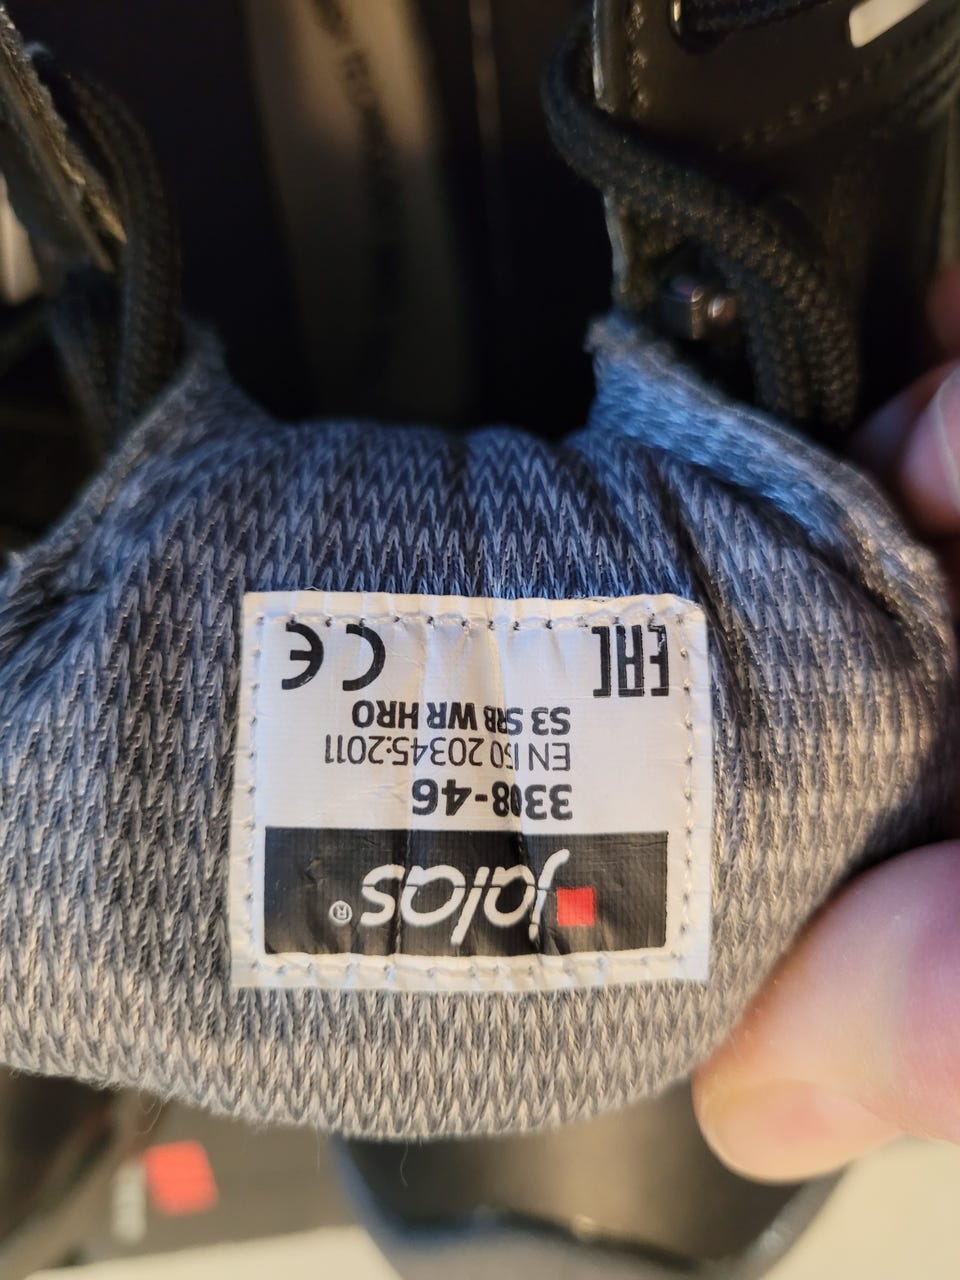 jalas®
3308-46
EN ISO 20345:2011
S3 SRB WR HRO
EAC CE